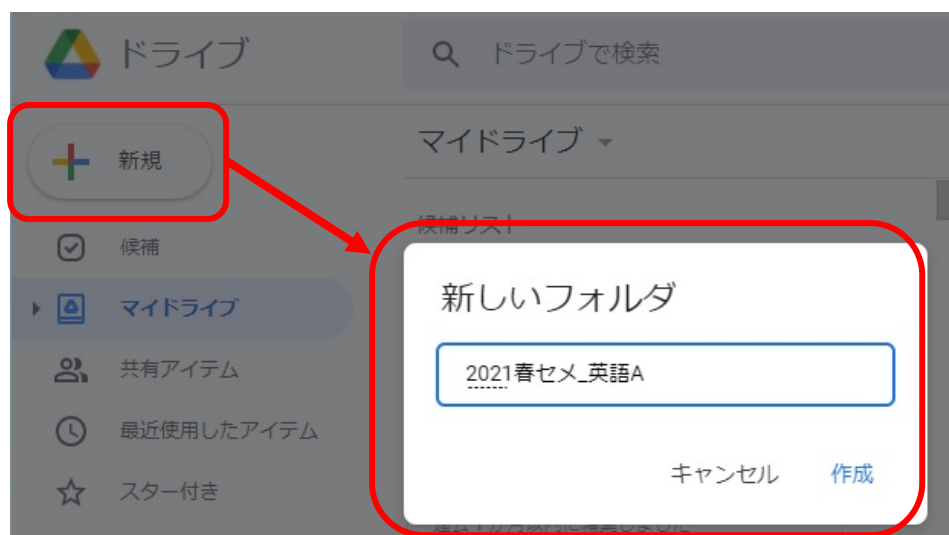 ドライブ
ドライブで検索
新規
マイドライブ
候補リスト
候補
マイドライブ
共有アイテム
最近使用したアイテム
スター付き
新しいフォルダ
2021春セメ_英語A
キャンセル
作成